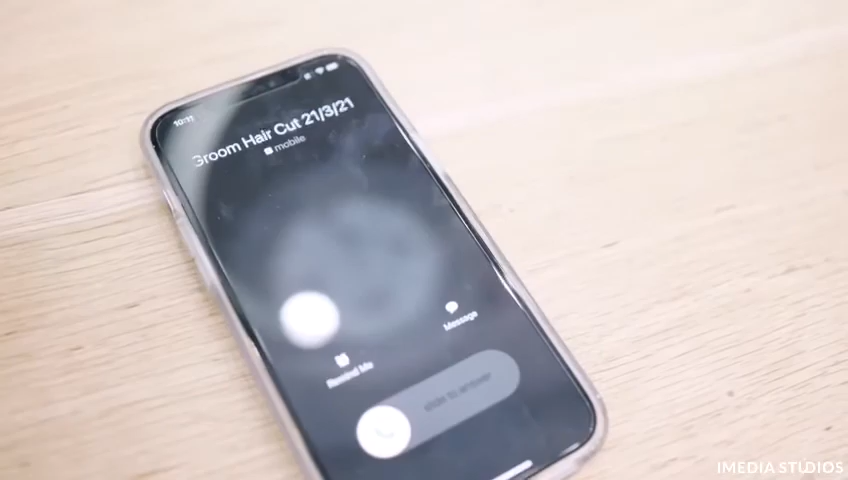 10:11
Groom Hair Cut 21/3/21
mobile
Message
Remind Me
slide to answer
IMEDIA STUDIOS